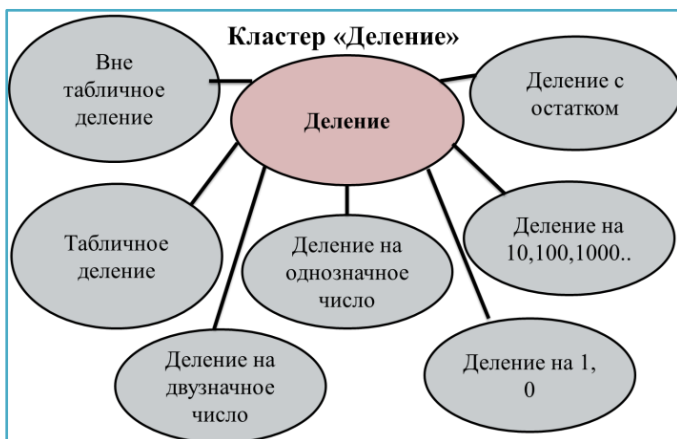 Кластер «Деление»
Вне
табличное
деление
Деление
Деление с
остатком
Табличное
деление
Деление на
однозначное
число
Деление на
10,100,1000..
Деление на
двузначное
число
Деление на 1,
0